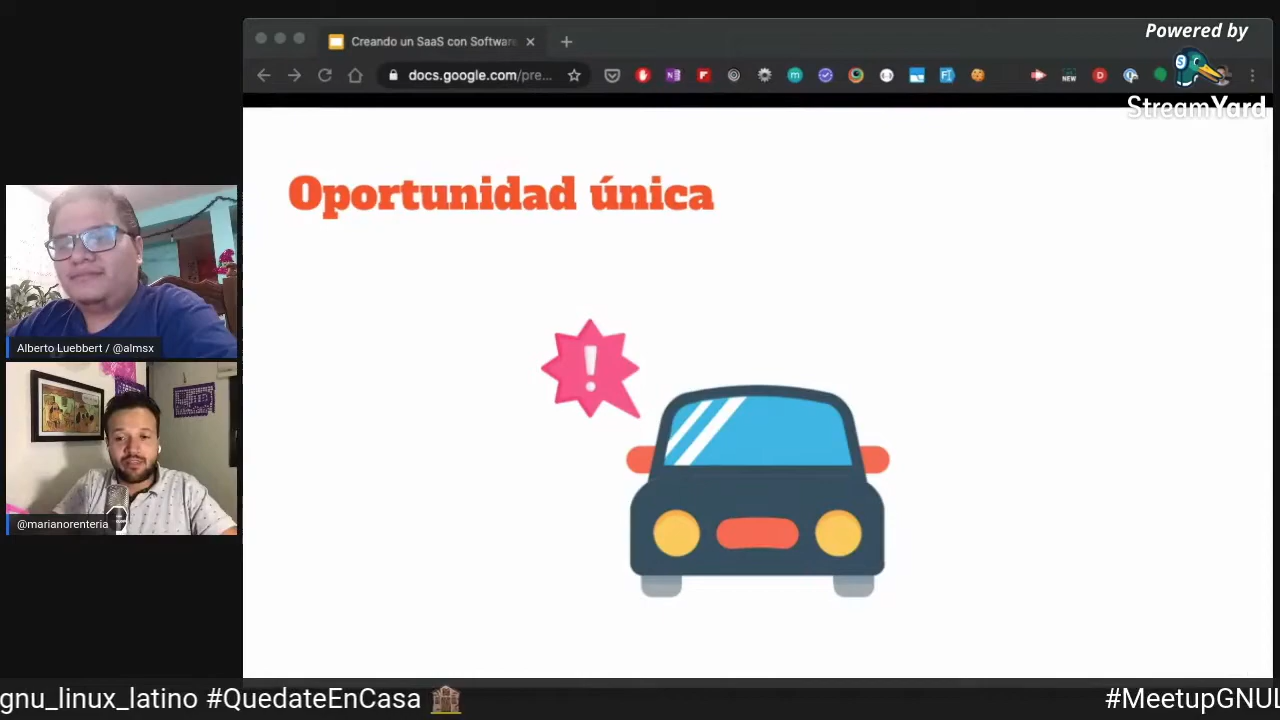 Powered by
StreamYard
Creando un SaaS con Software
docs.google.com/pre...
NEW
Oportunidad única
!
Alberto Luebbert / @almsx
@marianorenteria
gnu_linux_latino #QuedateEnCasa
#MeetupGNUL